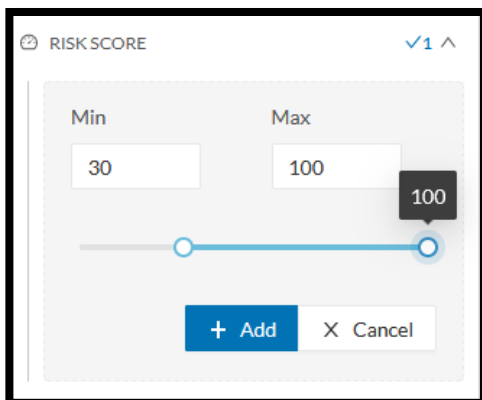 RISK SCORE ✓1
Min Max
30 100
100
+ Add X Cancel